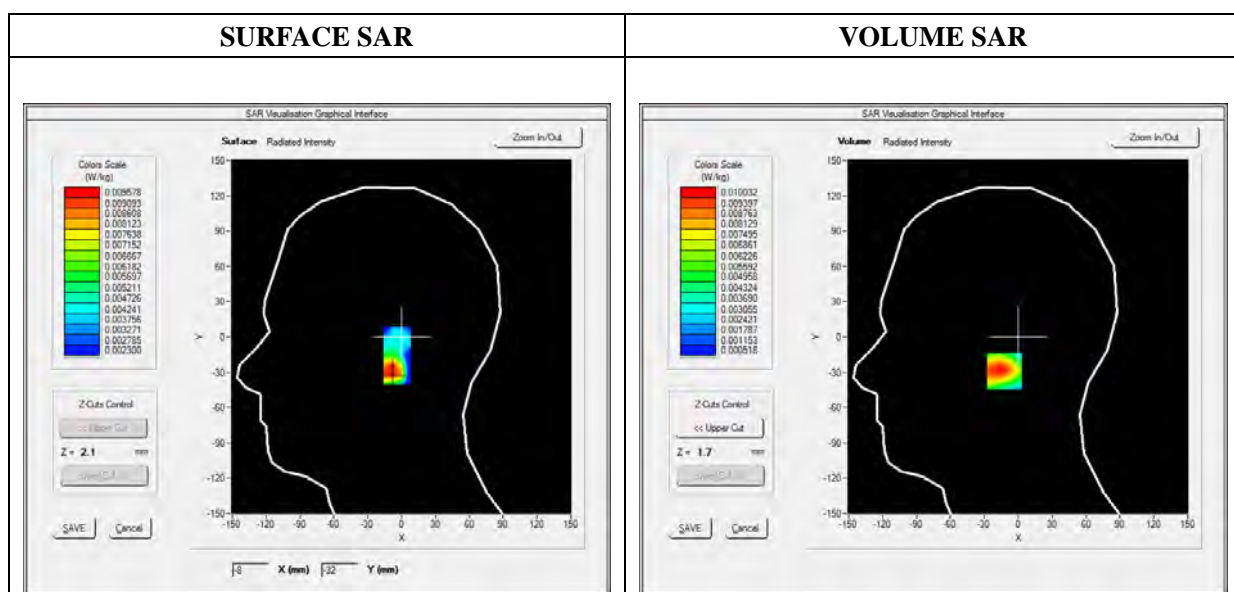 SURFACE SAR
VOLUME SAR
SAR Visualisation Graphical Interface
Surface Radiated Intensity
Zoom In/Out
Colors Scale
(W/kg)
0.009578
0.009093
0.008608
0.008123
0.007638
0.007152
0.006667
0.006182
0.005697
0.005211
0.004726
0.004241
0.003756
0.003271
0.002785
0.002300
Z-Cuts Control
<< Upper Cut
Z = 2.1 mm
SAVE Cancel
150
120
60
30
0
-30
-60
-90
-120
-150
Y
-150 -120 -90 -60 -30 0 30 60 90 120 150
X
-8 X (mm) -32 Y (mm)
SAR Visualisation Graphical Interface
Volume Radiated Intensity
Zoom In/Out
Colors Scale
(W/kg)
0.010032
0.009397
0.008763
0.008129
0.007495
0.006861
0.006226
0.005592
0.004958
0.004324
0.003690
0.003055
0.002421
0.001787
0.001153
0.000518
Z-Cuts Control
<< Upper Cut
Z = 1.7 mm
SAVE Cancel
150
120
60
30
0
-30
-60
-90
-120
-150
Y
-150 -120 -90 -60 -30 0 30 60 90 120 150
X